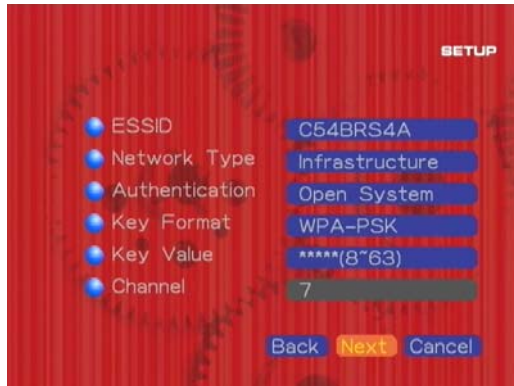 SETUP
ESSID C54BRS4A
Network Type Infrastructure
Authentication Open System
Key Format WPA-PSK
Key Value *****(8~63)
Channel 7
Back Next Cancel